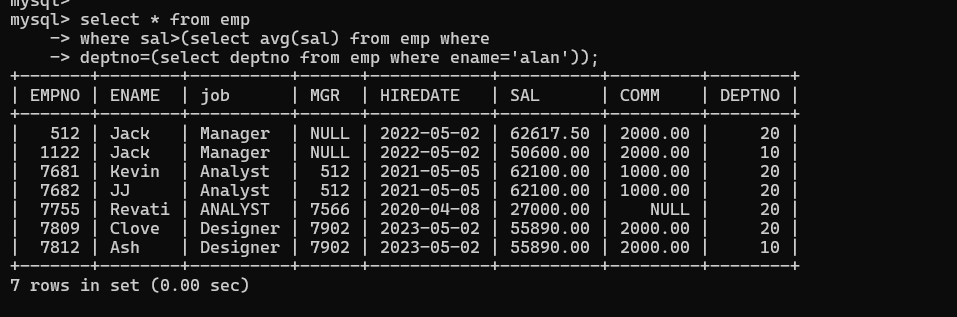 mysql>
mysql> select * from emp
    -> where sal>(select avg(sal) from emp where
    -> deptno=(select deptno from emp where ename='alan'));
+-------+--------+----------+------+------------+----------+---------+--------+
| EMPNO | ENAME  | job      | MGR  | HIREDATE   | SAL      | COMM    | DEPTNO |
+-------+--------+----------+------+------------+----------+---------+--------+
|   512 | Jack   | Manager  | NULL | 2022-05-02 | 62617.50 | 2000.00 |     20 |
|  1122 | Jack   | Manager  | NULL | 2022-05-02 | 50600.00 | 2000.00 |     10 |
|  7681 | Kevin  | Analyst  |  512 | 2021-05-05 | 62100.00 | 1000.00 |     20 |
|  7682 | JJ     | Analyst  |  512 | 2021-05-05 | 62100.00 | 1000.00 |     20 |
|  7755 | Revati | ANALYST  | 7566 | 2020-04-08 | 27000.00 |    NULL |     20 |
|  7809 | Clove  | Designer | 7902 | 2023-05-02 | 55890.00 | 2000.00 |     20 |
|  7812 | Ash    | Designer | 7902 | 2023-05-02 | 55890.00 | 2000.00 |     10 |
+-------+--------+----------+------+------------+----------+---------+--------+
7 rows in set (0.00 sec)